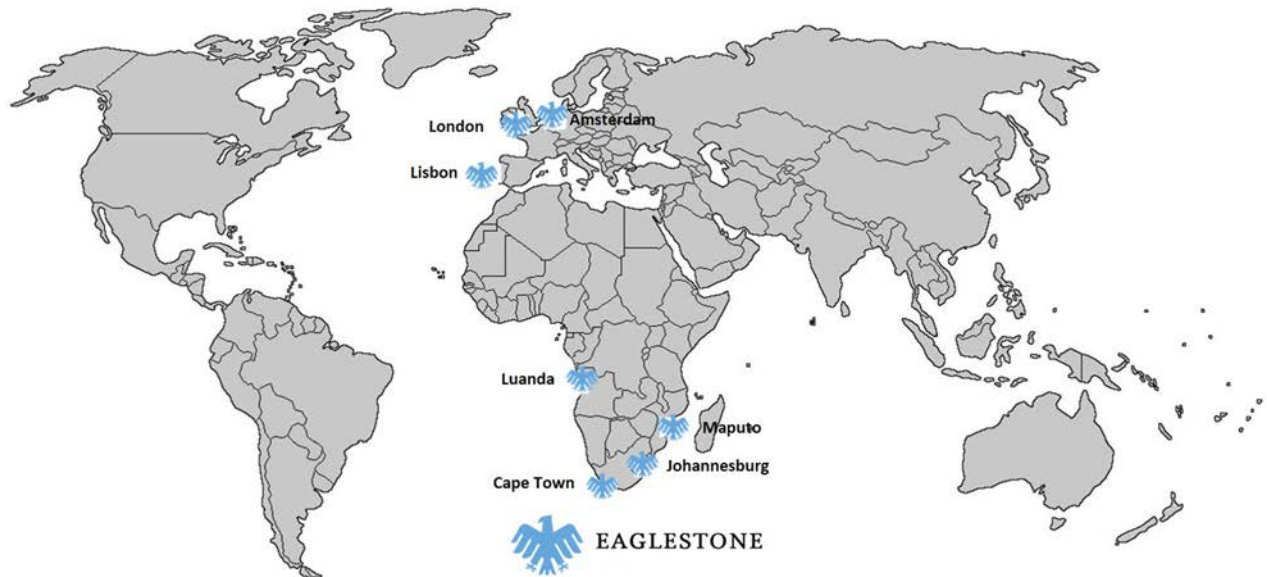 London
Amsterdam
Lisbon
Luanda
Maputo
Johannesburg
Cape Town
EAGLESTONE